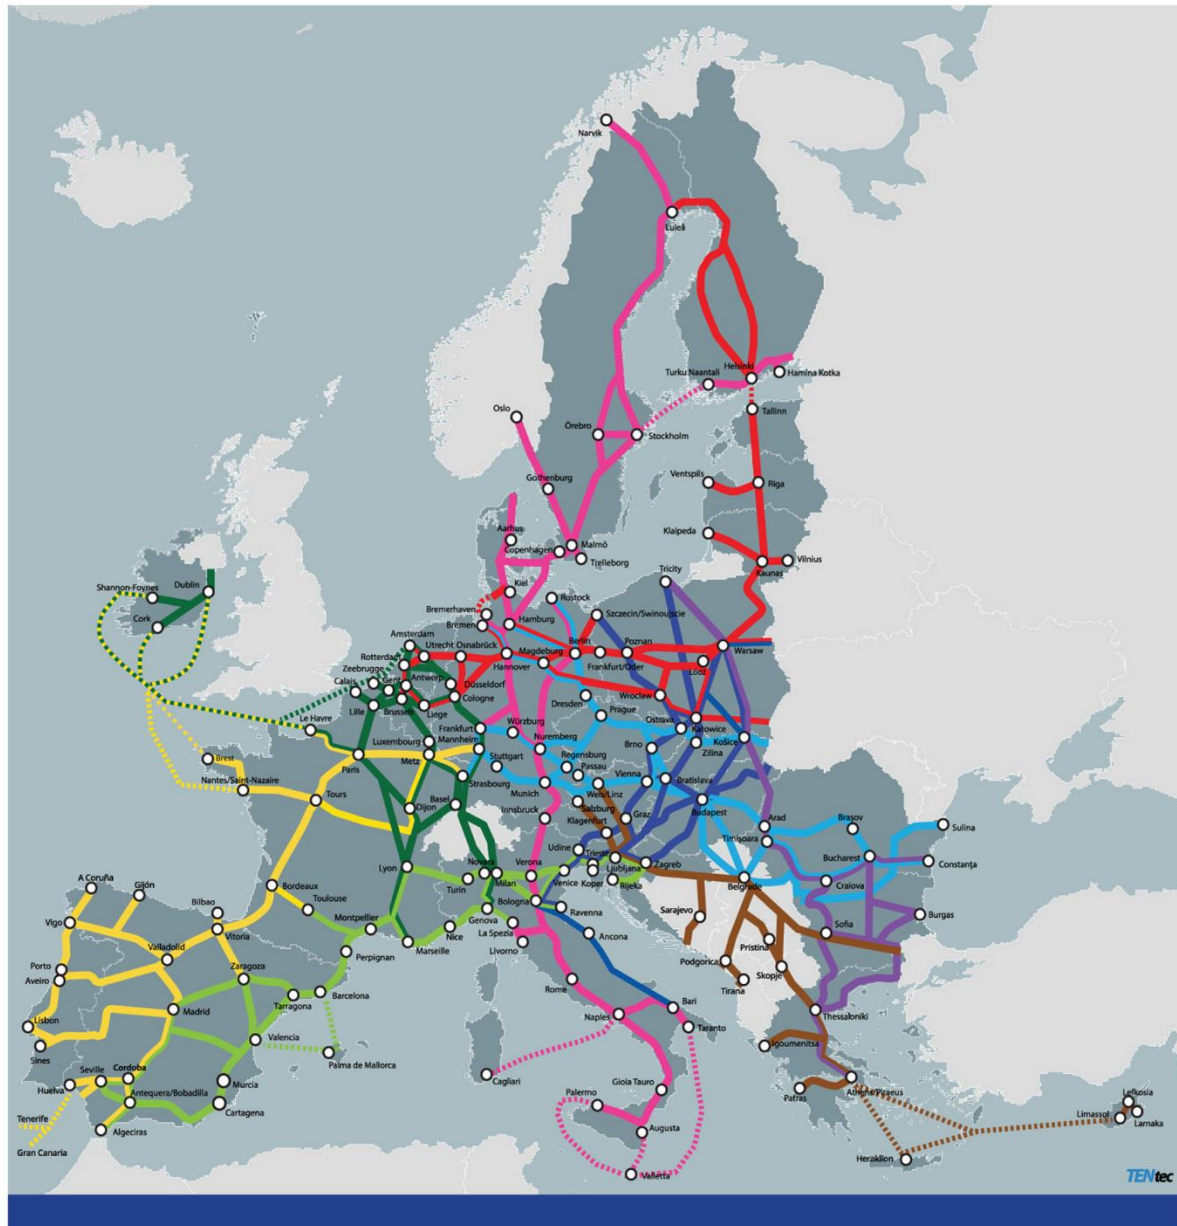 Narvik
Luleå
Helsinki
Turku Naantali
Hamina Kotka
Tallinn
Oslo
Örebro
Stockholm
Gothenburg
Ventspils
Riga
Aarhus
Copenhagen
Malmö
Trelleborg
Klaipeda
Kaunas
Vilnius
Tricity
Shannon-Foynes
Dublin
Cork
Kiel
Rostock
Bremerhaven
Bremen
Hamburg
Szczecin/Swinoujscie
Amsterdam
Utrecht
Osnabrück
Magdeburg
Berlin
Poznan
Warsaw
Rotterdam
Zeebrugge
Hannover
Frankfurt/Oder
Łódź
Calais
Gent
Antwerp
Düsseldorf
Cologne
Wrocław
Lille
Brussels
Liege
Dresden
Prague
Le Havre
Luxembourg
Frankfurt
Würzburg
Ostrava
Katowice
Mannheim
Nuremberg
Brno
Zilina
Košice
Brest
Paris
Metz
Stuttgart
Regensburg
Passau
Nantes/Saint-Nazaire
Strasbourg
Vienna
Bratislava
Tours
Munich
Wels/Linz
Dijon
Basel
Innsbruck
Salzburg
Graz
Budapest
Klagenfurt
Arad
Brasov
Sulina
Udine
Trieste
Timişoara
Lyon
Novara
Verona
Ljubljana
Zagreb
Bucharest
Constanţa
Turin
Milan
Venice
Koper
Rijeka
Belgrade
Craiova
A Coruña
Gijón
Bordeaux
Toulouse
Bilbao
Bologna
Ravenna
Sarajevo
Burgas
Vigo
Vitoria
Montpellier
Genova
La Spezia
Nice
Marseille
Livorno
Ancona
Sofia
Pristina
Valladolid
Perpignan
Podgorica
Skopje
Porto
Aveiro
Zaragoza
Barcelona
Tirana
Rome
Tarragona
Madrid
Lisbon
Naples
Bari
Taranto
Thessaloniki
Sines
Valencia
Palma de Mallorca
Igoumenitsa
Seville
Cordoba
Cagliari
Huelva
Murcia
Gioia Tauro
Athens/Piraeus
Patras
Antequera/Bobadilla
Palermo
Lefkosia
Tenerife
Cartagena
Limassol
Larnaka
Algeciras
Augusta
Gran Canaria
Heraklion
Valletta
TENtec